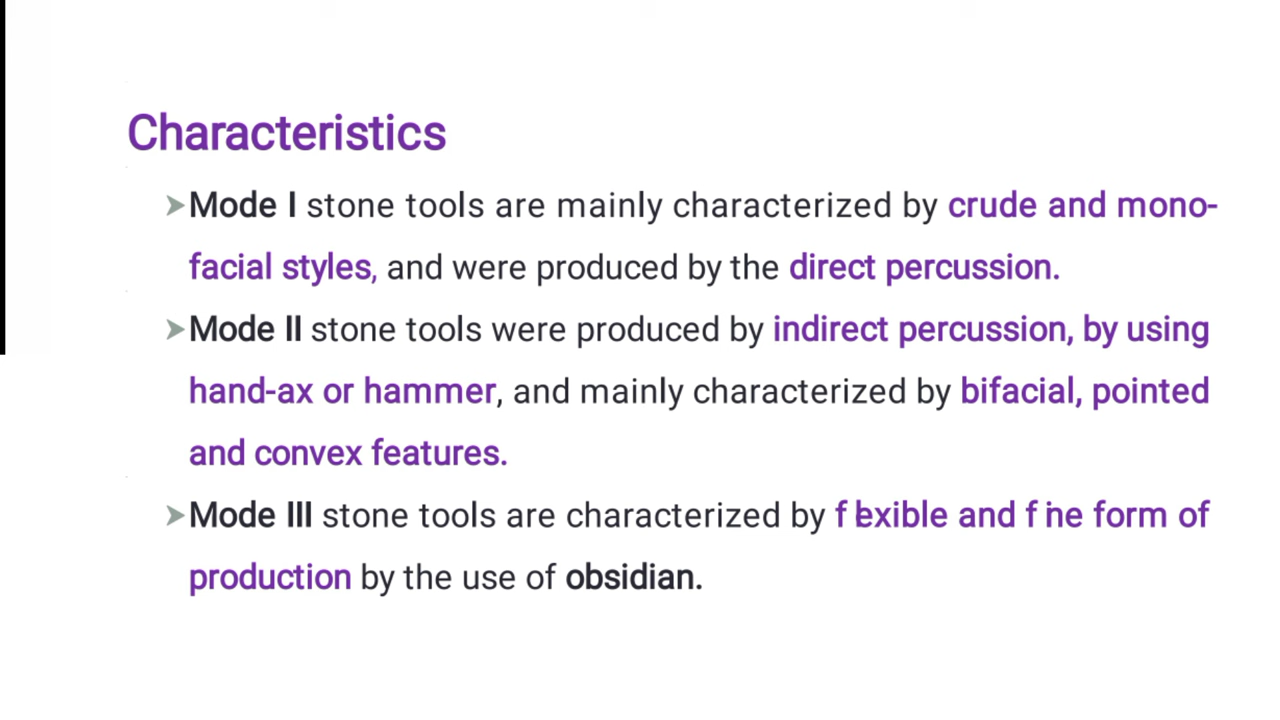 Characteristics
➤Mode I stone tools are mainly characterized by crude and mono-
facial styles, and were produced by the direct percussion.
➤Mode II stone tools were produced by indirect percussion, by using
hand-ax or hammer, and mainly characterized by bifacial, pointed
and convex features.
➤Mode III stone tools are characterized by flexible and fine form of
production by the use of obsidian.